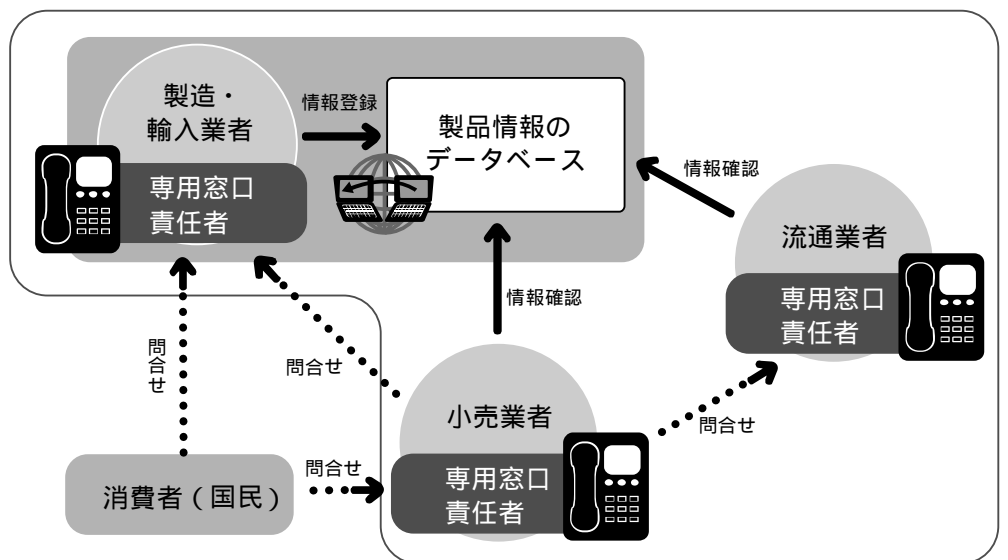 製造・
輸入業者
専用窓口
責任者
情報登録
製品情報の
データベース
情報確認
流通業者
専用窓口
責任者
情報確認
問合せ
問合せ
小売業者
専用窓口
責任者
問合せ
消費者（国民）
問合せ